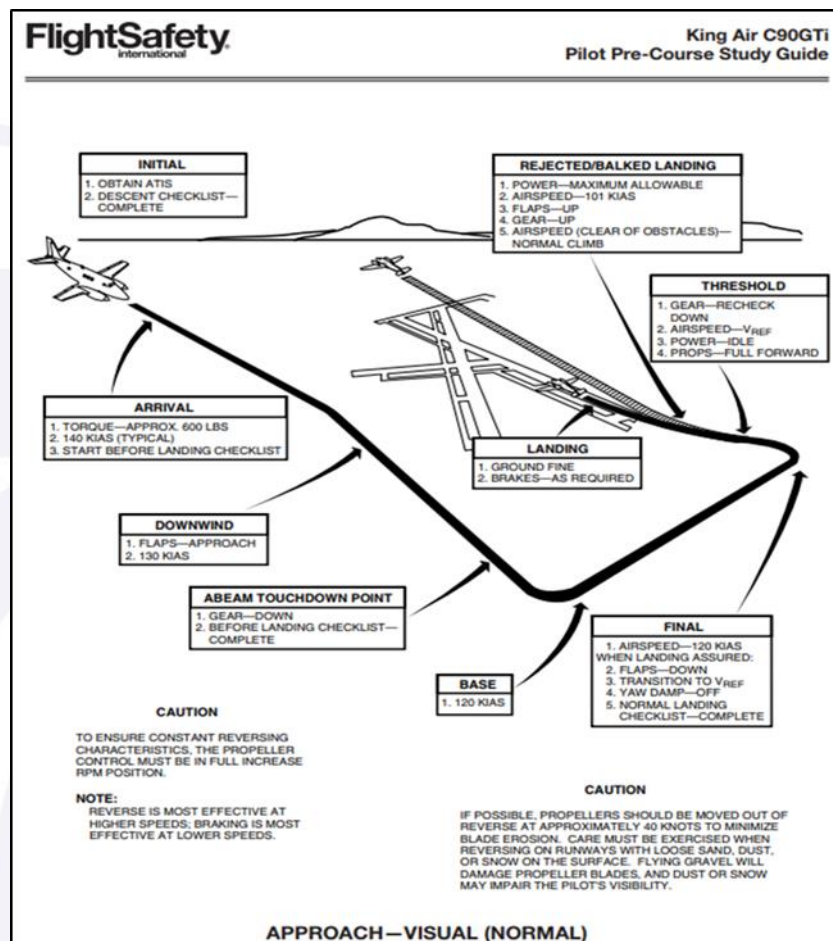 FlightSafety
international
King Air C90GTi
Pilot Pre-Course Study Guide
INITIAL
1. OBTAIN ATIS
2. DESCENT CHECKLIST—
COMPLETE
REJECTED/BALKED LANDING
1. POWER—MAXIMUM ALLOWABLE
2. AIRSPEED—101 KIAS
3. FLAPS—UP
4. GEAR—UP
5. AIRSPEED (CLEAR OF OBSTACLES)—
NORMAL CLIMB
THRESHOLD
1. GEAR—RECHECK
DOWN
2. AIRSPEED—VREF
3. POWER—IDLE
4. PROPS—FULL FORWARD
ARRIVAL
1. TORQUE—APPROX. 600 LBS
2. 140 KIAS (TYPICAL)
3. START BEFORE LANDING CHECKLIST
LANDING
1. GROUND FINE
2. BRAKES—AS REQUIRED
DOWNWIND
1. FLAPS—APPROACH
2. 130 KIAS
ABEAM TOUCHDOWN POINT
1. GEAR—DOWN
2. BEFORE LANDING CHECKLIST—
COMPLETE
BASE
1. 120 KIAS
FINAL
1. AIRSPEED—120 KIAS
WHEN LANDING ASSURED:
2. FLAPS—DOWN
3. TRANSITION TO VREF
4. YAW DAMP—OFF
5. NORMAL LANDING
CHECKLIST—COMPLETE
CAUTION
TO ENSURE CONSTANT REVERSING
CHARACTERISTICS, THE PROPELLER
CONTROL MUST BE IN FULL INCREASE
RPM POSITION.
NOTE:
REVERSE IS MOST EFFECTIVE AT
HIGHER SPEEDS; BRAKING IS MOST
EFFECTIVE AT LOWER SPEEDS.
CAUTION
IF POSSIBLE, PROPELLERS SHOULD BE MOVED OUT OF
REVERSE AT APPROXIMATELY 40 KNOTS TO MINIMIZE
BLADE EROSION. CARE MUST BE EXERCISED WHEN
REVERSING ON RUNWAYS WITH LOOSE SAND, DUST,
OR SNOW ON THE SURFACE. FLYING GRAVEL WILL
DAMAGE PROPELLER BLADES, AND DUST OR SNOW
MAY IMPAIR THE PILOT'S VISIBILITY.
APPROACH—VISUAL (NORMAL)